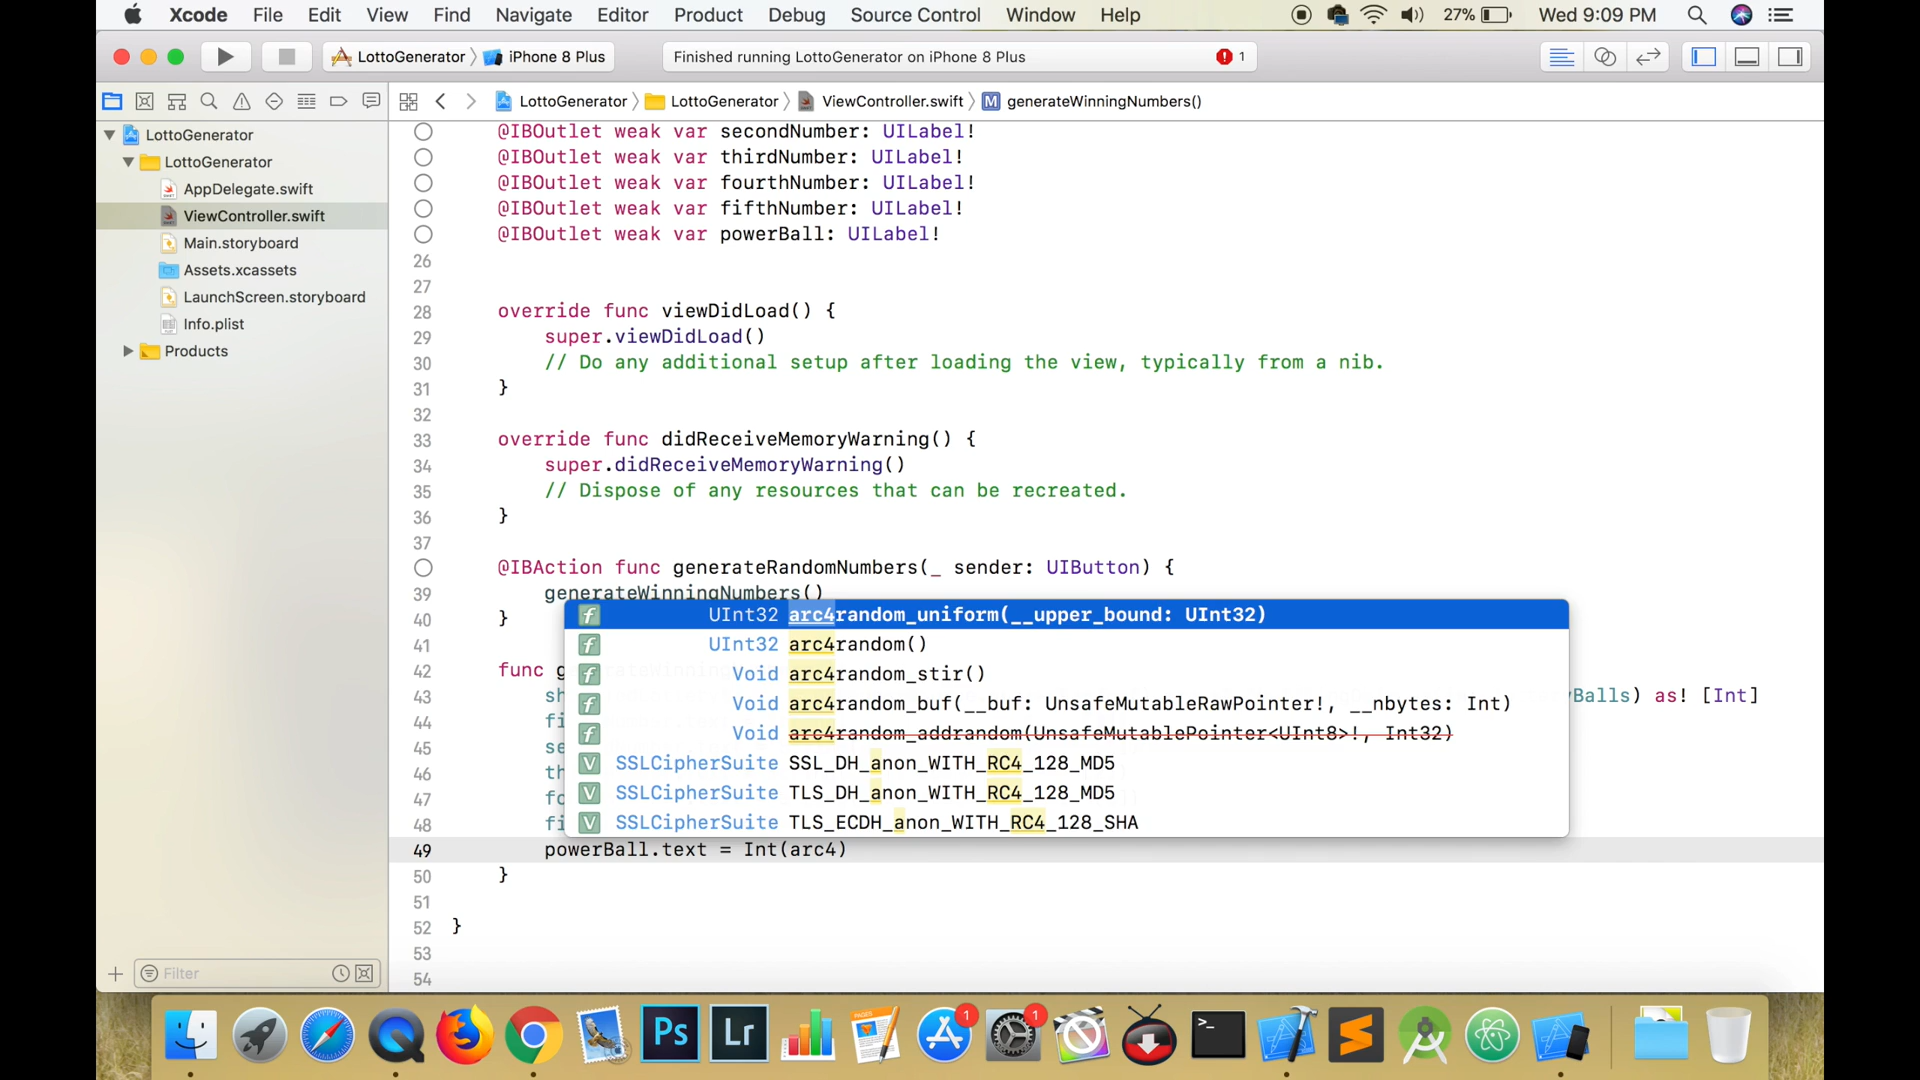 Xcode File Edit View Find Navigate Editor Product Debug Source Control Window Help 27% Wed 9:09 PM
LottoGenerator iPhone 8 Plus Finished running LottoGenerator on iPhone 8 Plus 1
LottoGenerator LottoGenerator ViewController.swift M generateWinningNumbers()
LottoGenerator
LottoGenerator
AppDelegate.swift
ViewController.swift
Main.storyboard
Assets.xcassets
LaunchScreen.storyboard
Info.plist
Products
Filter
@IBOutlet weak var secondNumber: UILabel!
@IBOutlet weak var thirdNumber: UILabel!
@IBOutlet weak var fourthNumber: UILabel!
@IBOutlet weak var fifthNumber: UILabel!
@IBOutlet weak var powerBall: UILabel!
26
27
28 override func viewDidLoad() {
29 super.viewDidLoad()
30 // Do any additional setup after loading the view, typically from a nib.
31 }
32
33 override func didReceiveMemoryWarning() {
34 super.didReceiveMemoryWarning()
35 // Dispose of any resources that can be recreated.
36 }
37
@IBAction func generateRandomNumbers(_ sender: UIButton) {
39 generateWinningNumbers()
40 }
41
42 func
43 Balls) as! [Int]
44
45
46
47
48
f UInt32 arc4random_uniform(__upper_bound: UInt32)
f UInt32 arc4random()
f Void arc4random_stir()
f Void arc4random_buf(__buf: UnsafeMutableRawPointer!, __nbytes: Int)
f Void arc4random_addrandom(UnsafeMutablePointer<UInt8>!, Int32)
V SSLCipherSuite SSL_DH_anon_WITH_RC4_128_MD5
V SSLCipherSuite TLS_DH_anon_WITH_RC4_128_MD5
V SSLCipherSuite TLS_ECDH_anon_WITH_RC4_128_SHA
49 powerBall.text = Int(arc4)
50 }
51
52 }
53
54
Ps Lr PAGES 1 1 >_